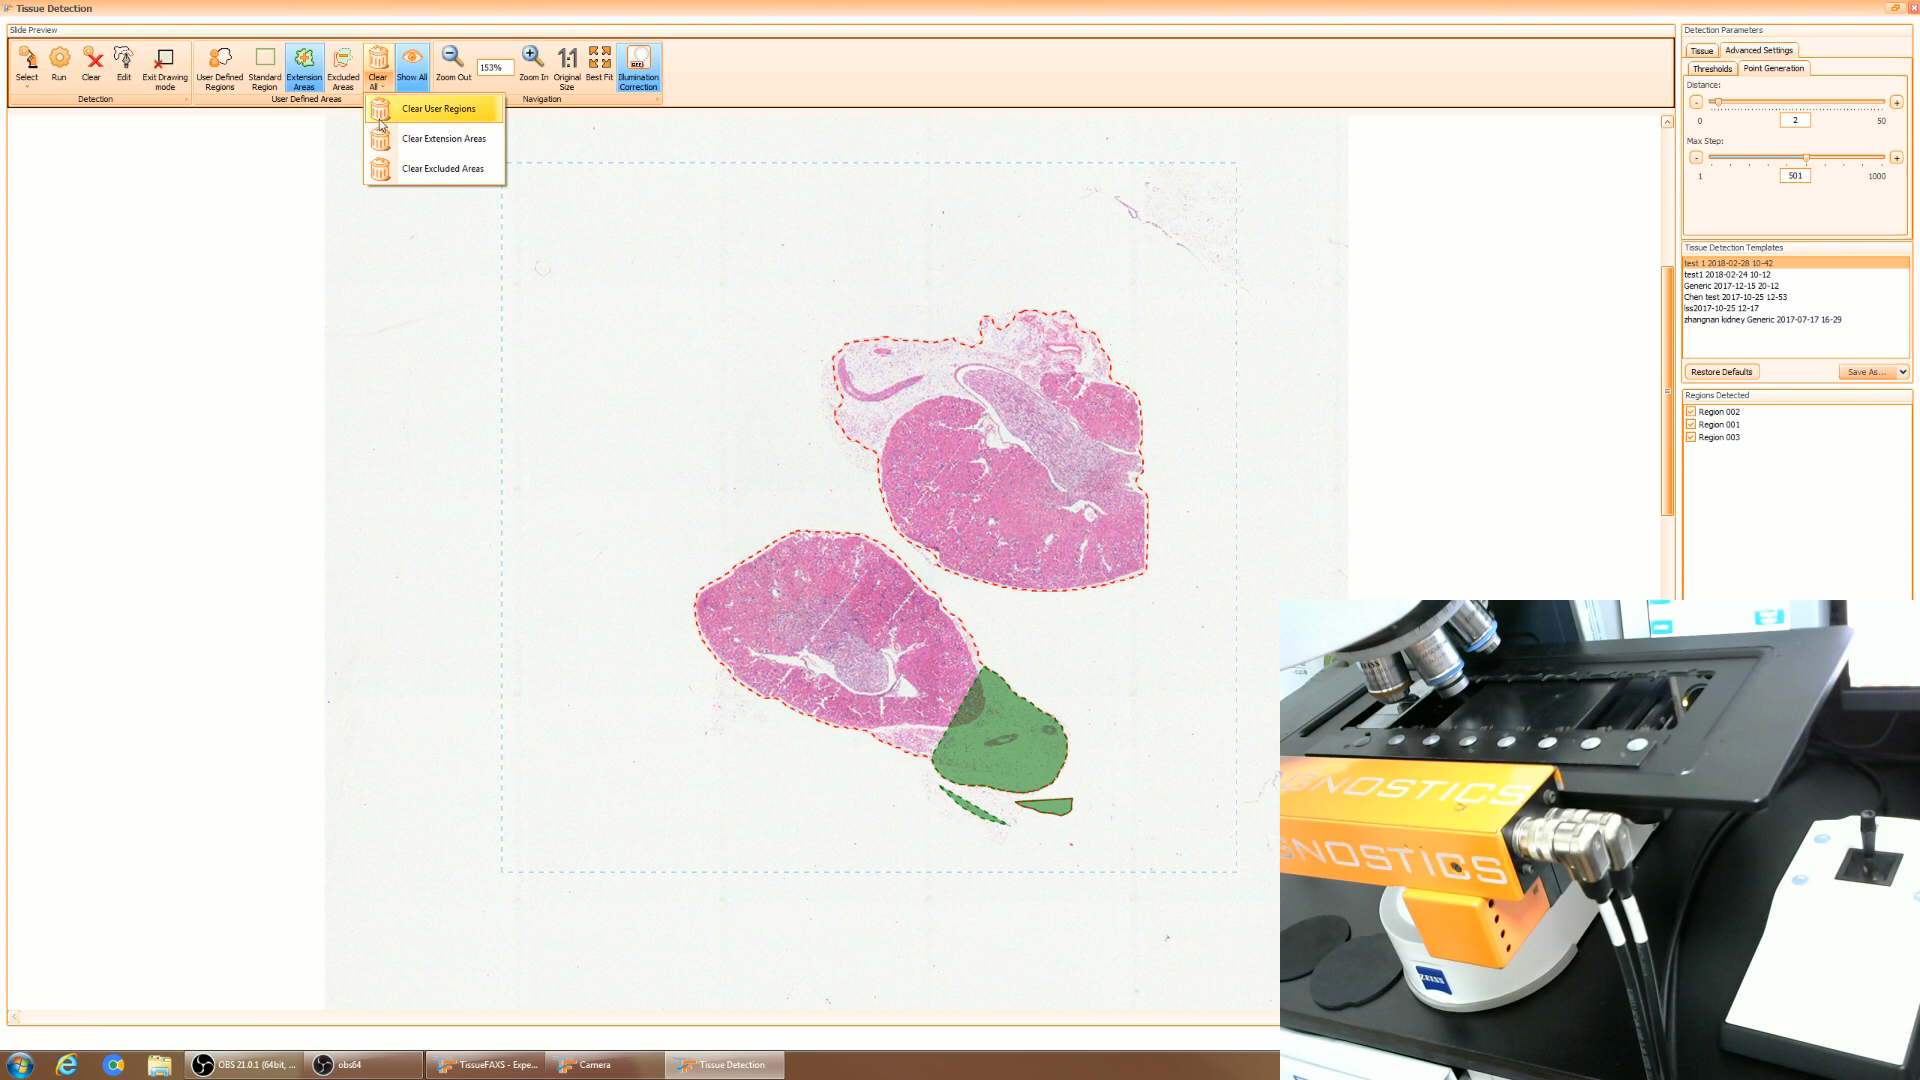 Tissue Detection
Slide Preview
Select
Run
Clear
Edit
Exit Drawing
mode
User Defined
Regions
Standard
Region
Extension
Areas
Excluded
Areas
Clear
All
Show All
Zoom Out
153%
Zoom In
1:1
Original
Size
Best Fit
OFF
Illumination
Correction
Detection
User Defined Areas
Navigation
Clear User Regions
Clear Extension Areas
Clear Excluded Areas
Detection Parameters
Tissue
Advanced Settings
Thresholds
Point Generation
Distance:
-
+
0
2
50
Max Step:
-
+
1
501
1000
Tissue Detection Templates
test 1 2018-02-28 10-42
test1 2018-02-24 10-12
Generic 2017-12-15 20-12
Chen test 2017-10-25 12-53
lss2017-10-25 12-17
zhangnan kidney Generic 2017-07-17 16-29
Restore Defaults
Save As...
Regions Detected
Region 002
Region 001
Region 003
GNOSTICS
GNOSTICS
ZEISS
ZEISS
OBS 21.0.1 (64bit, ...
obs64
TissueFAXS - Expe...
Camera
Tissue Detection